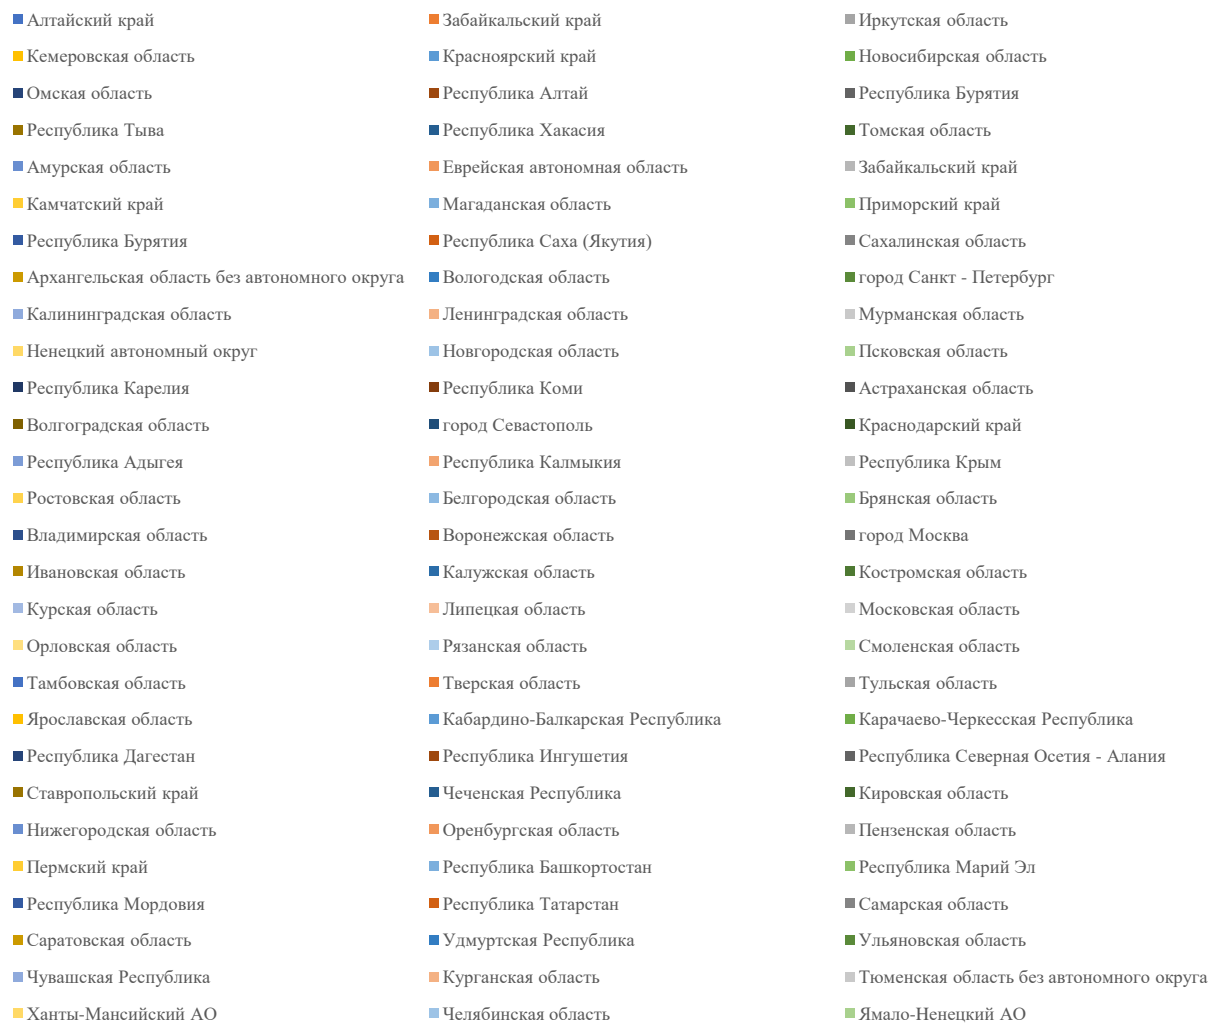 Алтайский край
Забайкальский край
Иркутская область
Кемеровская область
Красноярский край
Новосибирская область
Омская область
Республика Алтай
Республика Бурятия
Республика Тыва
Республика Хакасия
Томская область
Амурская область
Еврейская автономная область
Забайкальский край
Камчатский край
Магаданская область
Приморский край
Республика Бурятия
Республика Саха (Якутия)
Сахалинская область
Архангельская область без автономного округа
Вологодская область
город Санкт - Петербург
Калининградская область
Ленинградская область
Мурманская область
Ненецкий автономный округ
Новгородская область
Псковская область
Республика Карелия
Республика Коми
Астраханская область
Волгоградская область
город Севастополь
Краснодарский край
Республика Адыгея
Республика Калмыкия
Республика Крым
Ростовская область
Белгородская область
Брянская область
Владимирская область
Воронежская область
город Москва
Ивановская область
Калужская область
Костромская область
Курская область
Липецкая область
Московская область
Орловская область
Рязанская область
Смоленская область
Тамбовская область
Тверская область
Тульская область
Ярославская область
Кабардино-Балкарская Республика
Карачаево-Черкесская Республика
Республика Дагестан
Республика Ингушетия
Республика Северная Осетия - Алания
Ставропольский край
Чеченская Республика
Кировская область
Нижегородская область
Оренбургская область
Пензенская область
Пермский край
Республика Башкортостан
Республика Марий Эл
Республика Мордовия
Республика Татарстан
Самарская область
Саратовская область
Удмуртская Республика
Ульяновская область
Чувашская Республика
Курганская область
Тюменская область без автономного округа
Ханты-Мансийский АО
Челябинская область
Ямало-Ненецкий АО